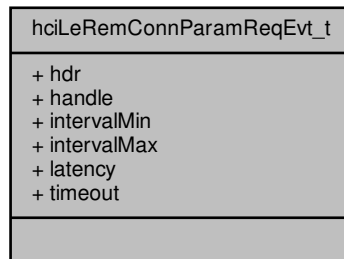 hciLeRemConnParamReqEvt_t
+ hdr
+ handle
+ intervalMin
+ intervalMax
+ latency
+ timeout